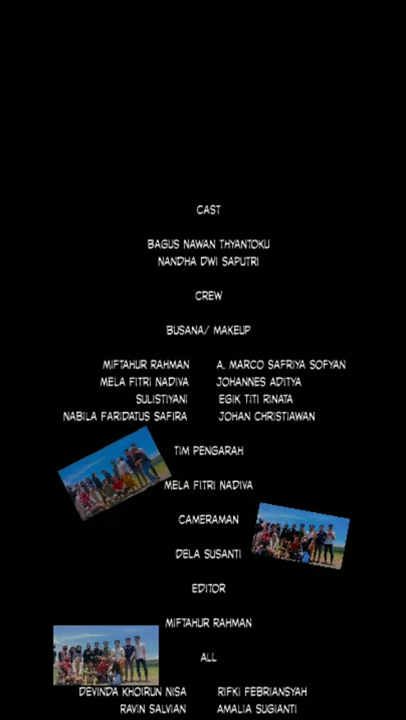 CAST
BAGUS NAWAN THYANTOKU
NANDHA DWI SAPUTRI
CREW
BUSANA/ MAKEUP
MIFTAHUR RAHMAN A. MARCO SAFRIYA SOFYAN
MELA FITRI NADIVA JOHANNES ADITYA
SULISTIYANI EGIK TITI RINATA
NABILA FARIDATUS SAFIRA JOHAN CHRISTIAWAN
TIM PENGARAH
MELA FITRI NADIVA
CAMERAMAN
DELA SUSANTI
EDITOR
MIFTAHUR RAHMAN
ALL
DEVINDA KHOIRUN NISA RIFKI FEBRIANSYAH
RAVIN SALVIAN AMALIA SUGIANTI